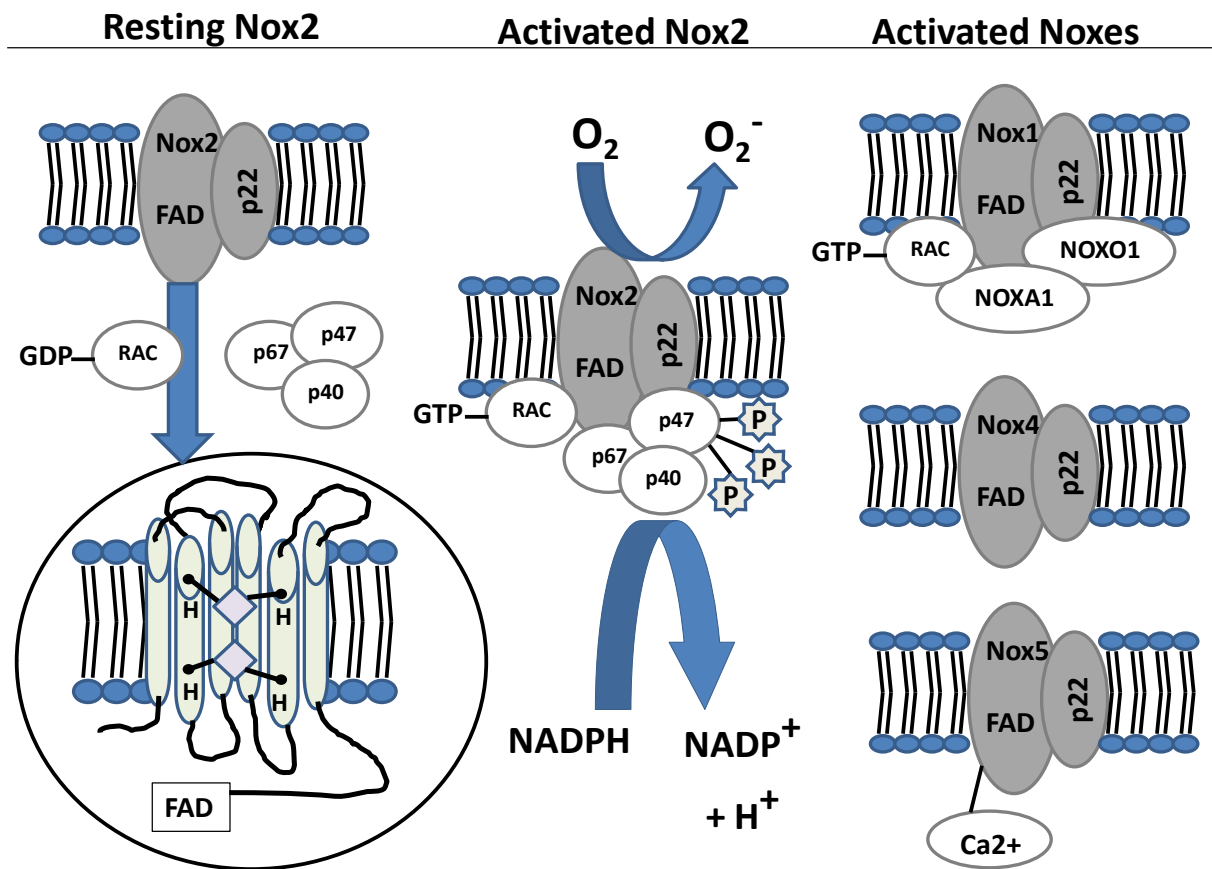 Resting Nox2
Nox2
p22
FAD
GDP
RAC
p67
p47
p40
H
H
H
H
FAD
Activated Nox2
O2
O2-
Nox2
p22
FAD
GTP
RAC
p47
p67
p40
P
P
P
NADPH
NADP+
+ H+
Activated Noxes
Nox1
p22
FAD
GTP
RAC
NOXO1
NOXA1
Nox4
p22
FAD
Nox5
p22
FAD
Ca2+